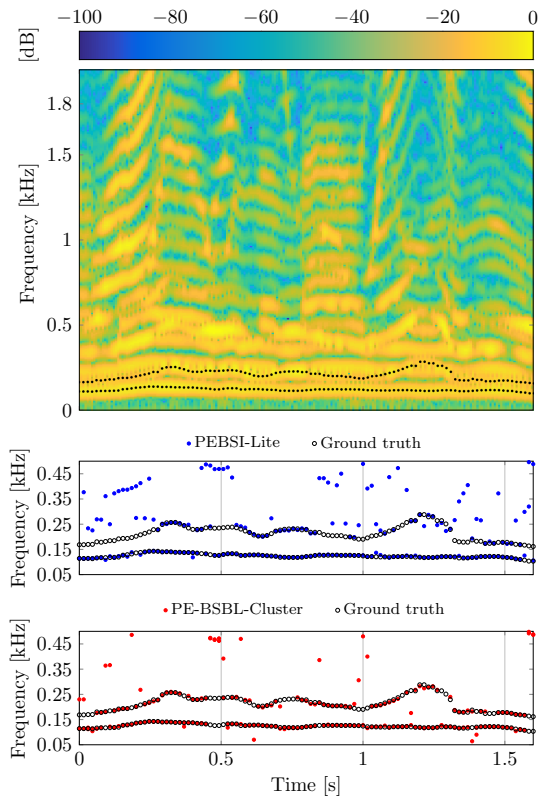 −100 −80 −60 −40 −20 0
[dB]
1.8
1.5
1
0.5
0
Frequency [kHz]
PEBSI-Lite Ground truth
0.45
0.35
0.25
0.15
0.05
Frequency [kHz]
PE-BSBL-Cluster Ground truth
0.45
0.35
0.25
0.15
0.05
Frequency [kHz]
0 0.5 1 1.5
Time [s]